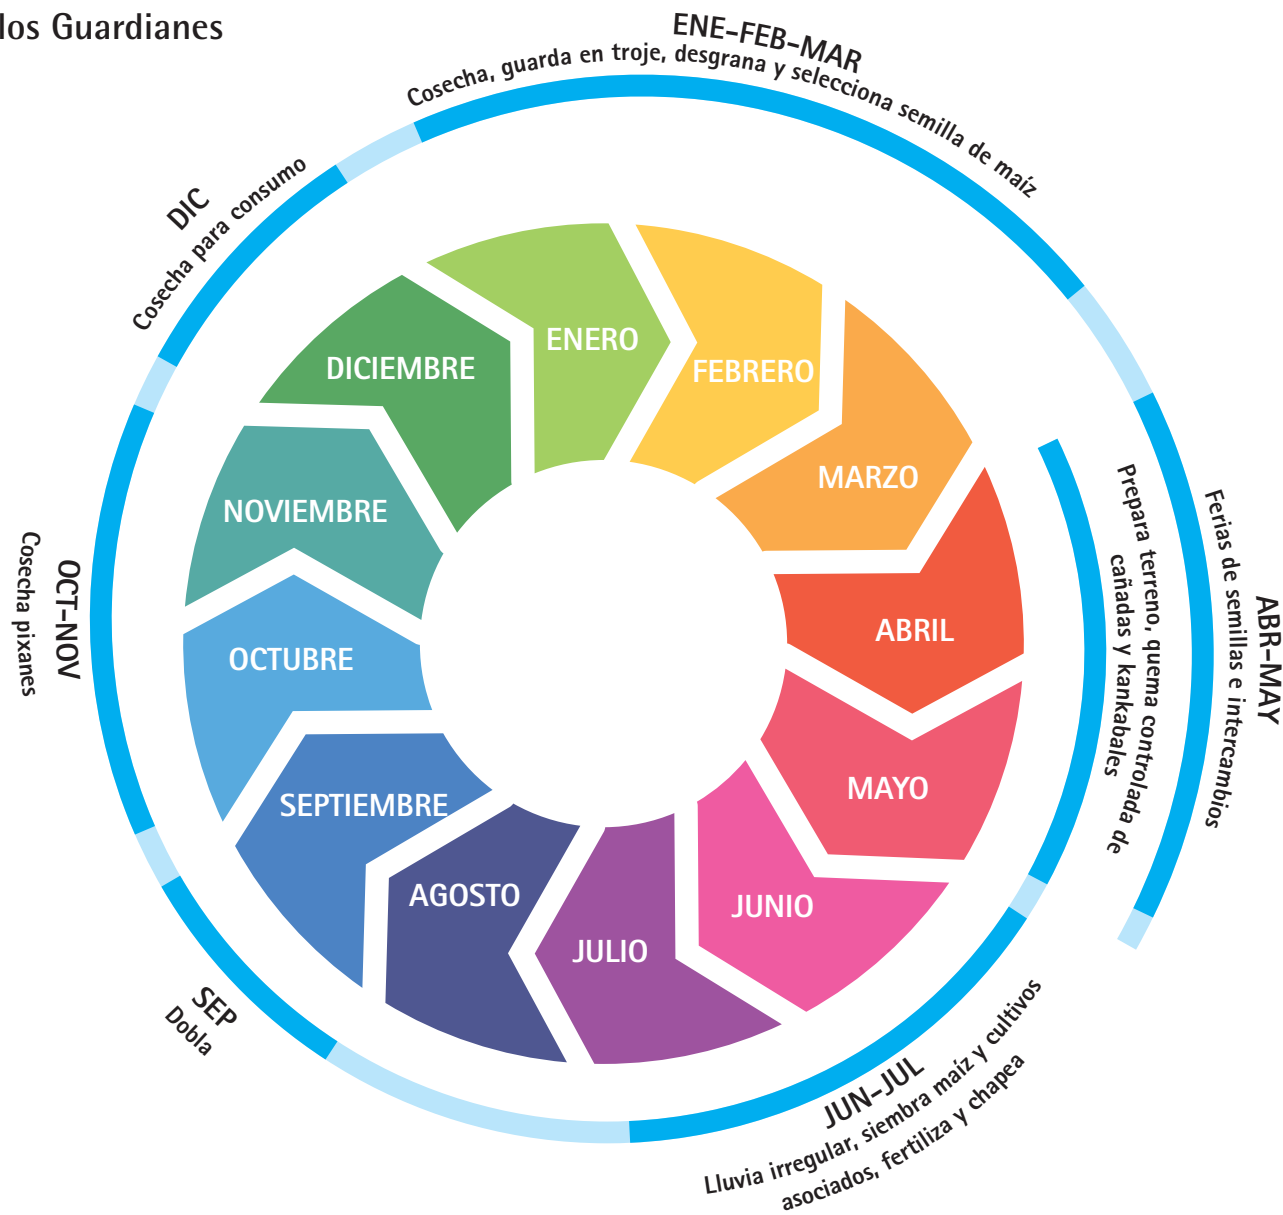 los Guardianes
ENE-FEB-MAR
Cosecha, guarda en troje, desgrana y selecciona semilla de maíz
ABR-MAY
Ferias de semillas e intercambios
Prepara terreno, quema controlada de
cañadas y kankabales
JUN-JUL
Lluvia irregular, siembra maíz y cultivos
asociados, fertiliza y chapea
SEP
Dobla
OCT-NOV
Cosecha pixanes
DIC
Cosecha para consumo
ENERO
FEBRERO
MARZO
ABRIL
MAYO
JUNIO
JULIO
AGOSTO
SEPTIEMBRE
OCTUBRE
NOVIEMBRE
DICIEMBRE